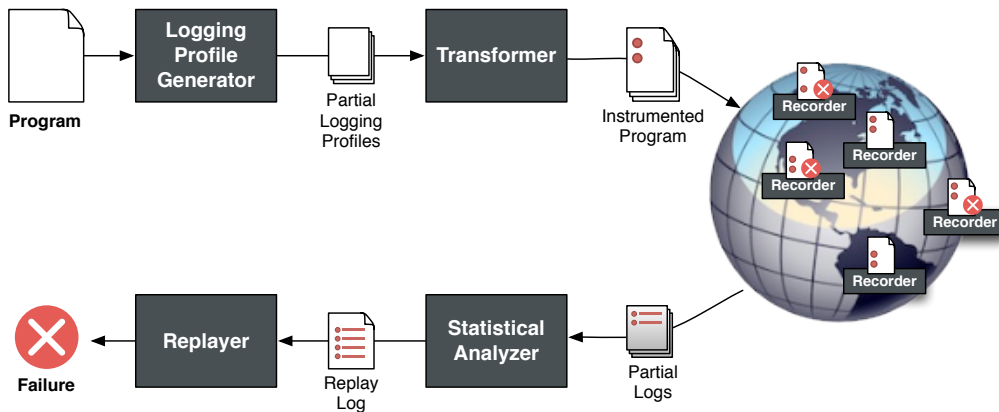 Program
Logging
Profile
Generator
Partial
Logging
Profiles
Transformer
Instrumented
Program
Recorder
Recorder
Recorder
Recorder
Recorder
Failure
Replayer
Replay
Log
Statistical
Analyzer
Partial
Logs